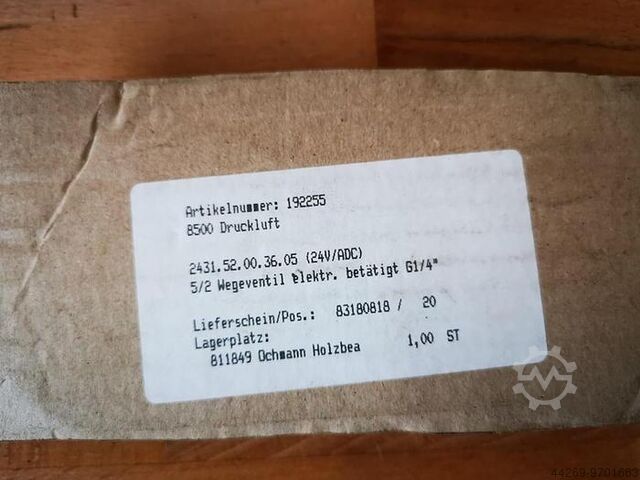 Artikelnummer: 192255
8500 Druckluft
2431.52.00.36.05 (24V/ADC)
5/2 Wegeventil elektr. betätigt G1/4"
Lieferschein/Pos.: 83180818 / 20
Lagerplatz:
811849 Ochmann Holzbea 1,00 ST
44269-9701663